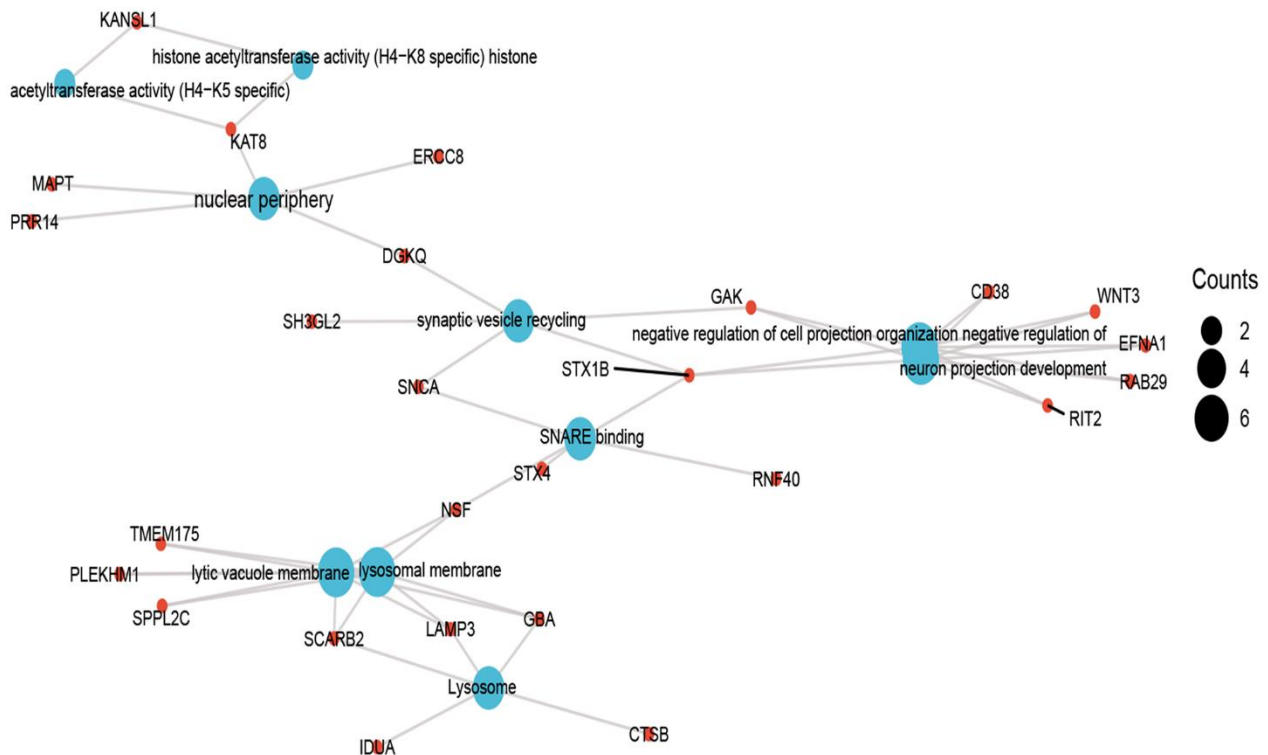 KANSL1
histone acetyltransferase activity (H4−K8 specific) histone
acetyltransferase activity (H4−K5 specific)
KAT8
ERCC8
MAPT
nuclear periphery
PRR14
DGKQ
Counts
CD38
WNT3
GAK
SH3GL2
synaptic vesicle recycling
2
negative regulation of cell projection organization negative regulation of
EFNA1
STX1B
neuron projection development
4
RAB29
SNCA
6
RIT2
SNARE binding
STX4
RNF40
NSF
TMEM175
PLEKHM1
lytic vacuole membrane
lysosomal membrane
SPPL2C
GBA
LAMP3
SCARB2
Lysosome
CTSB
IDUA